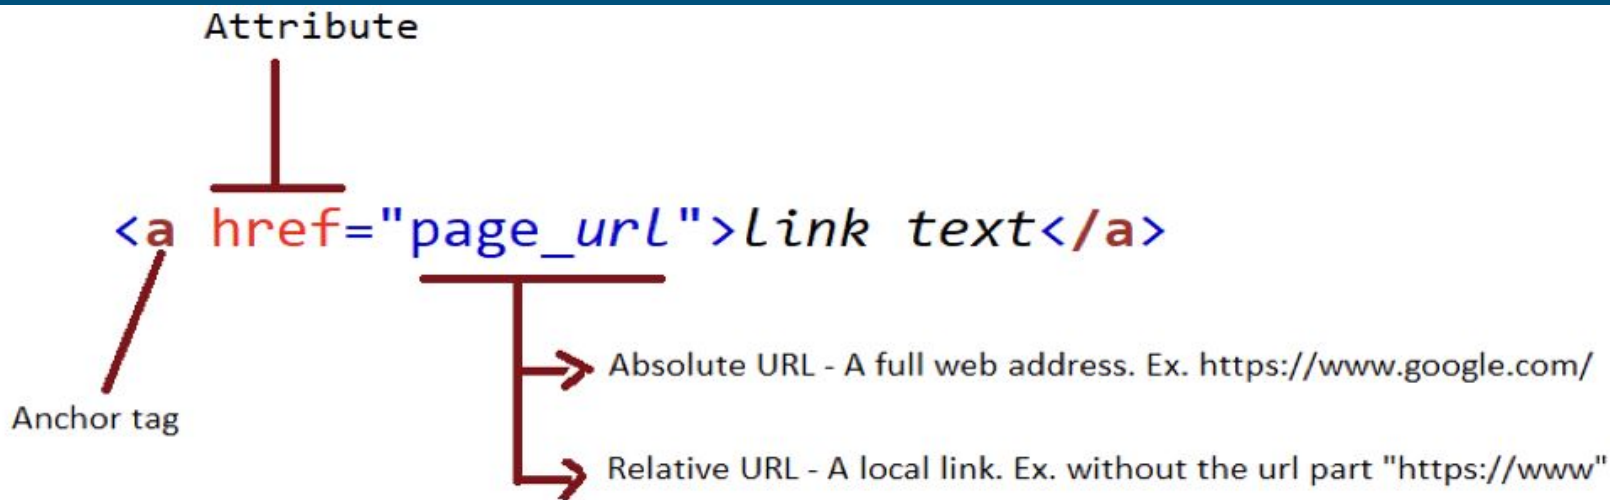 Attribute
<a href="page_url">link text</a>
Absolute URL - A full web address. Ex. https://www.google.com/
Anchor tag
Relative URL - A local link. Ex. without the url part "https://www"